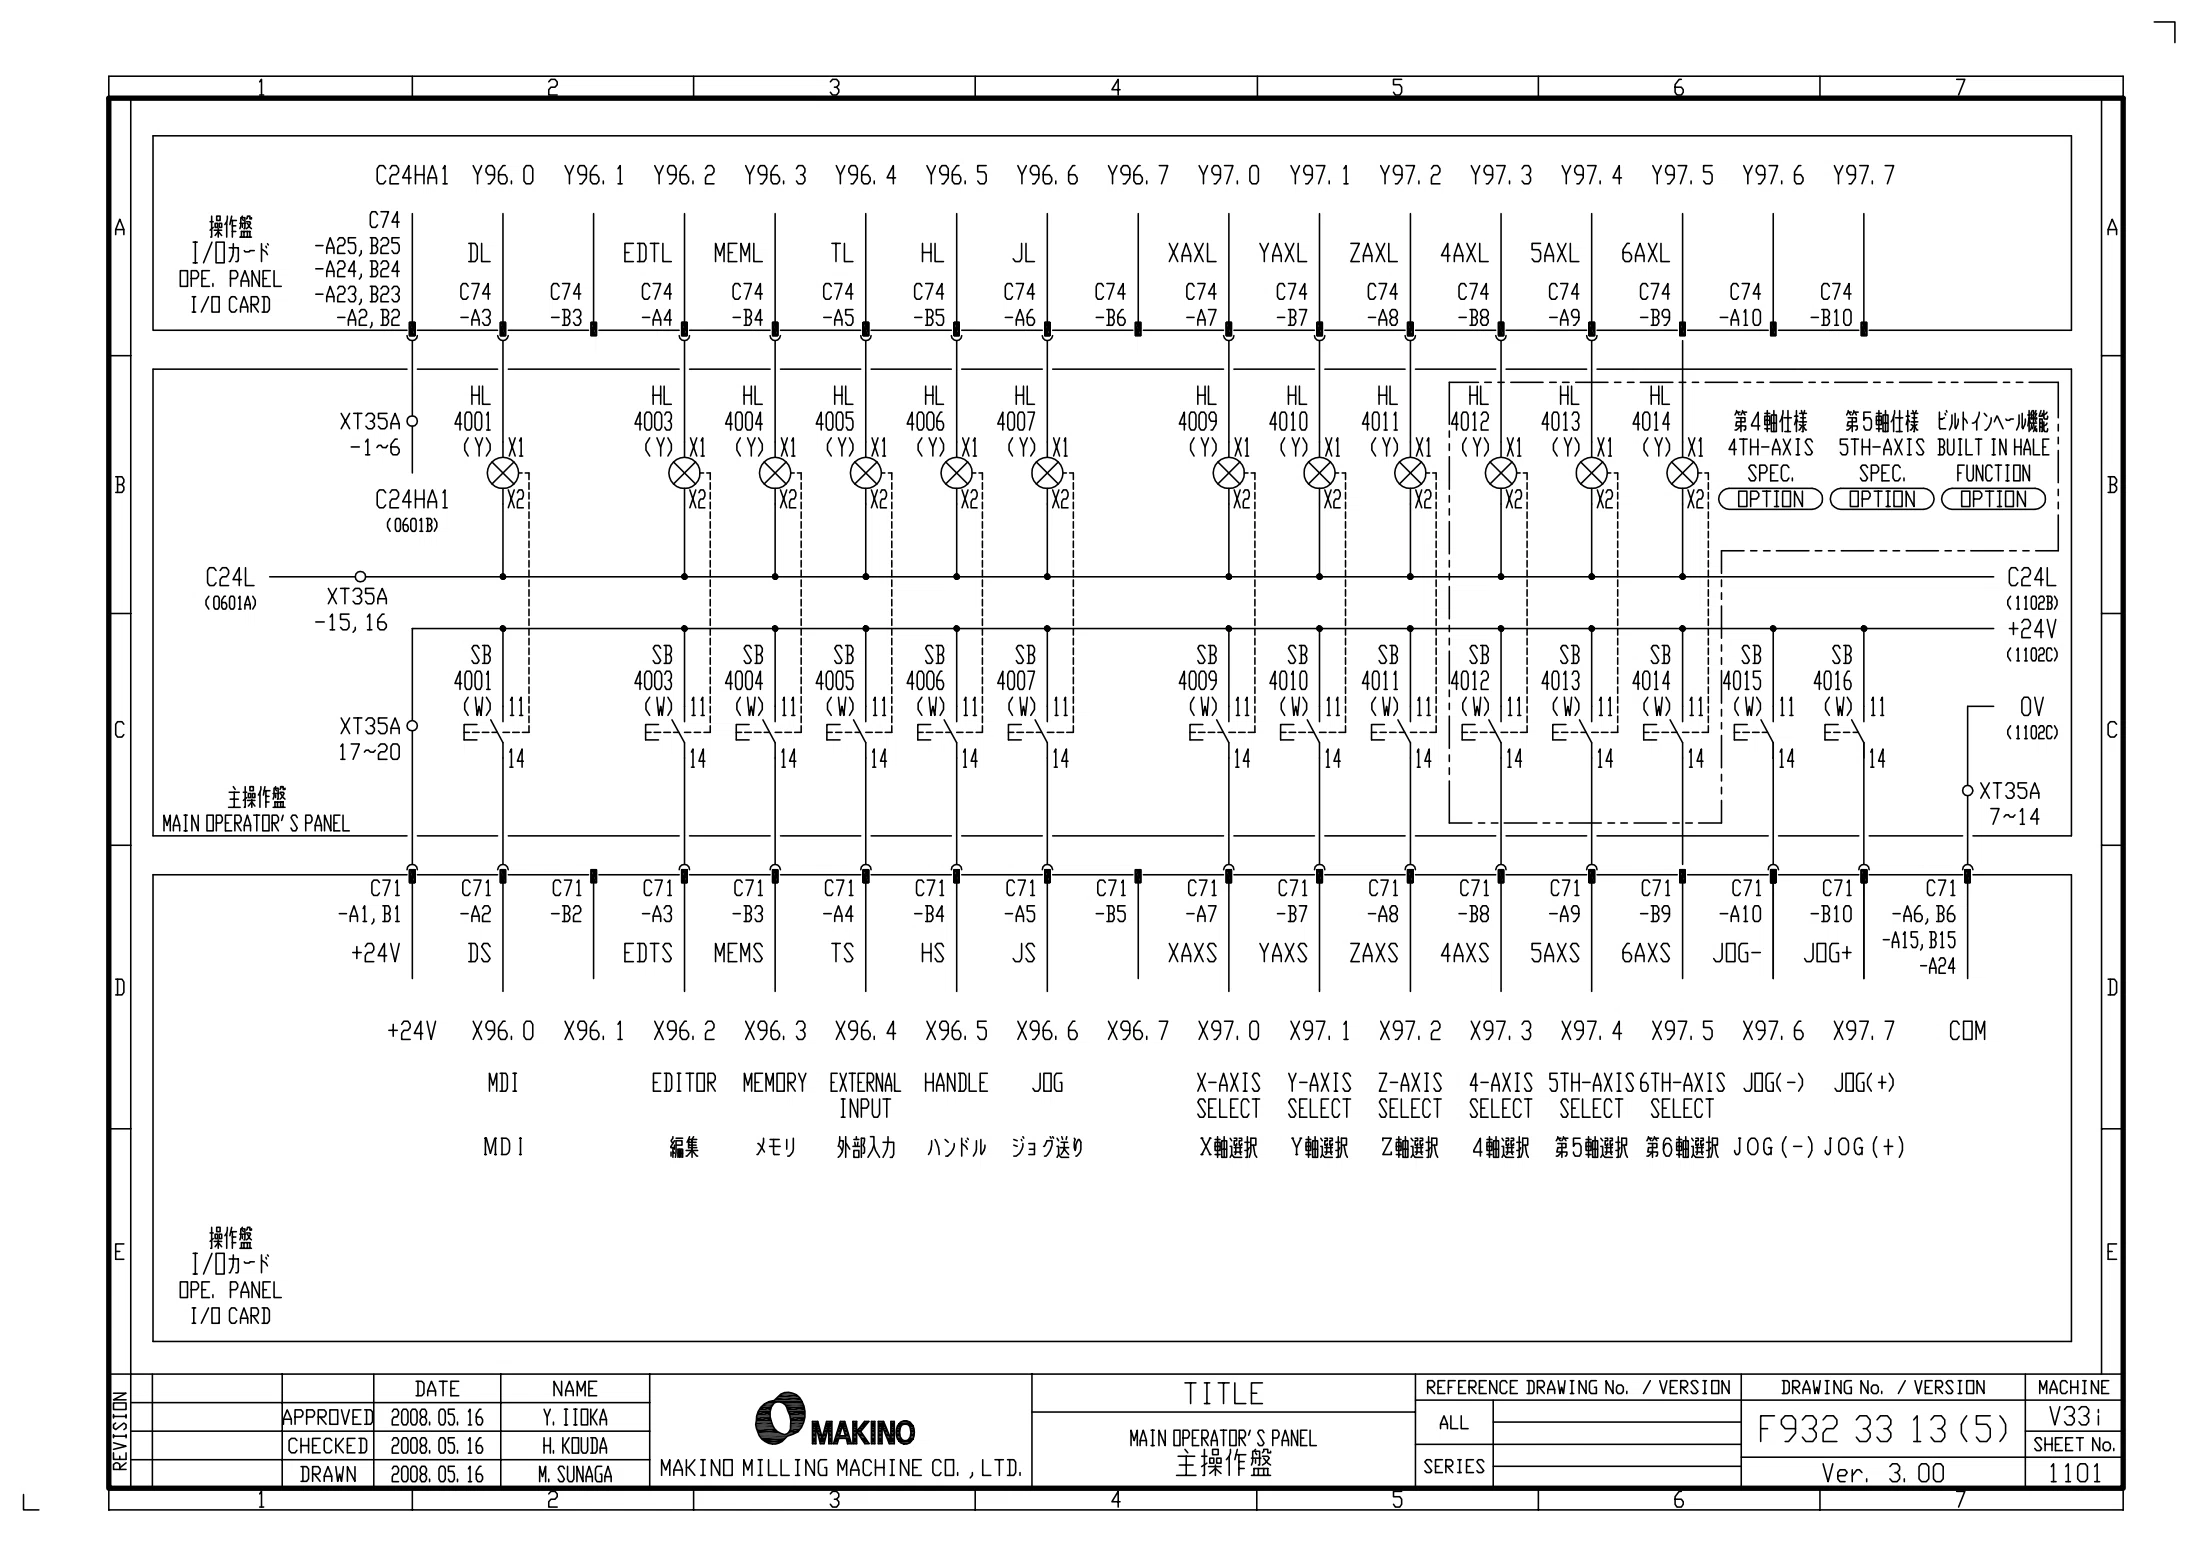 1 2 3 4 5 6 7
C24HA1 Y96.0 Y96.1 Y96.2 Y96.3 Y96.4 Y96.5 Y96.6 Y96.7 Y97.0 Y97.1 Y97.2 Y97.3 Y97.4 Y97.5 Y97.6 Y97.7
A A
操作盤
I/Oカード
OPE. PANEL
I/O CARD
C74
-A25, B25
-A24, B24
-A23, B23
-A2, B2
DL EDTL MEML TL HL JL XAXL YAXL ZAXL 4AXL 5AXL 6AXL
C74 C74 C74 C74 C74 C74 C74 C74 C74 C74 C74 C74 C74 C74 C74 C74
-A3 -B3 -A4 -B4 -A5 -B5 -A6 -B6 -A7 -B7 -A8 -B8 -A9 -B9 -A10 -B10
HL HL HL HL HL HL HL HL HL HL HL HL
4001 4003 4004 4005 4006 4007 4009 4010 4011 4012 4013 4014
(Y) (Y) (Y) (Y) (Y) (Y) (Y) (Y) (Y) (Y) (Y) (Y)
X1 X1 X1 X1 X1 X1 X1 X1 X1 X1 X1 X1
X2 X2 X2 X2 X2 X2 X2 X2 X2 X2 X2 X2
XT35A
-1~6
C24HA1
(0601B)
第4軸仕様
4TH-AXIS
SPEC.
OPTION
第5軸仕様
5TH-AXIS
SPEC.
OPTION
ビルトインヘール機能
BUILT IN HALE
FUNCTION
OPTION
B B
C24L
(0601A)
XT35A
-15, 16
C24L
(1102B)
+24V
(1102C)
SB SB SB SB SB SB SB SB SB SB SB SB SB SB
4001 4003 4004 4005 4006 4007 4009 4010 4011 4012 4013 4014 4015 4016
(W) (W) (W) (W) (W) (W) (W) (W) (W) (W) (W) (W) (W) (W)
11 11 11 11 11 11 11 11 11 11 11 11 11 11
14 14 14 14 14 14 14 14 14 14 14 14 14 14
C C
XT35A
17~20
0V
(1102C)
XT35A
7~14
主操作盤
MAIN OPERATOR'S PANEL
C71 C71 C71 C71 C71 C71 C71 C71 C71 C71 C71 C71 C71 C71 C71 C71 C71 C71
-A1, B1 -A2 -B2 -A3 -B3 -A4 -B4 -A5 -B5 -A7 -B7 -A8 -B8 -A9 -B9 -A10 -B10 -A6, B6
-A15, B15
-A24
+24V DS EDTS MEMS TS HS JS XAXS YAXS ZAXS 4AXS 5AXS 6AXS JOG- JOG+
D D
+24V X96.0 X96.1 X96.2 X96.3 X96.4 X96.5 X96.6 X96.7 X97.0 X97.1 X97.2 X97.3 X97.4 X97.5 X97.6 X97.7 COM
MDI EDITOR MEMORY EXTERNAL HANDLE JOG X-AXIS Y-AXIS Z-AXIS 4-AXIS 5TH-AXIS 6TH-AXIS JOG(-) JOG(+)
INPUT SELECT SELECT SELECT SELECT SELECT SELECT
MDI 編集 メモリ 外部入力 ハンドル ジョグ送り X軸選択 Y軸選択 Z軸選択 4軸選択 第5軸選択 第6軸選択 JOG(-) JOG(+)
E E
操作盤
I/Oカード
OPE. PANEL
I/O CARD
REVISION
DATE NAME
APPROVED 2008.05.16 Y. IIOKA
CHECKED 2008.05.16 H. KOUDA
DRAWN 2008.05.16 M. SUNAGA
MAKINO
MAKINO MILLING MACHINE CO., LTD.
TITLE
MAIN OPERATOR'S PANEL
主操作盤
REFERENCE DRAWING No. / VERSION
ALL
SERIES
DRAWING No. / VERSION
F932 33 13(5)
Ver. 3.00
MACHINE
V33i
SHEET No.
1101
1 2 3 4 5 6 7